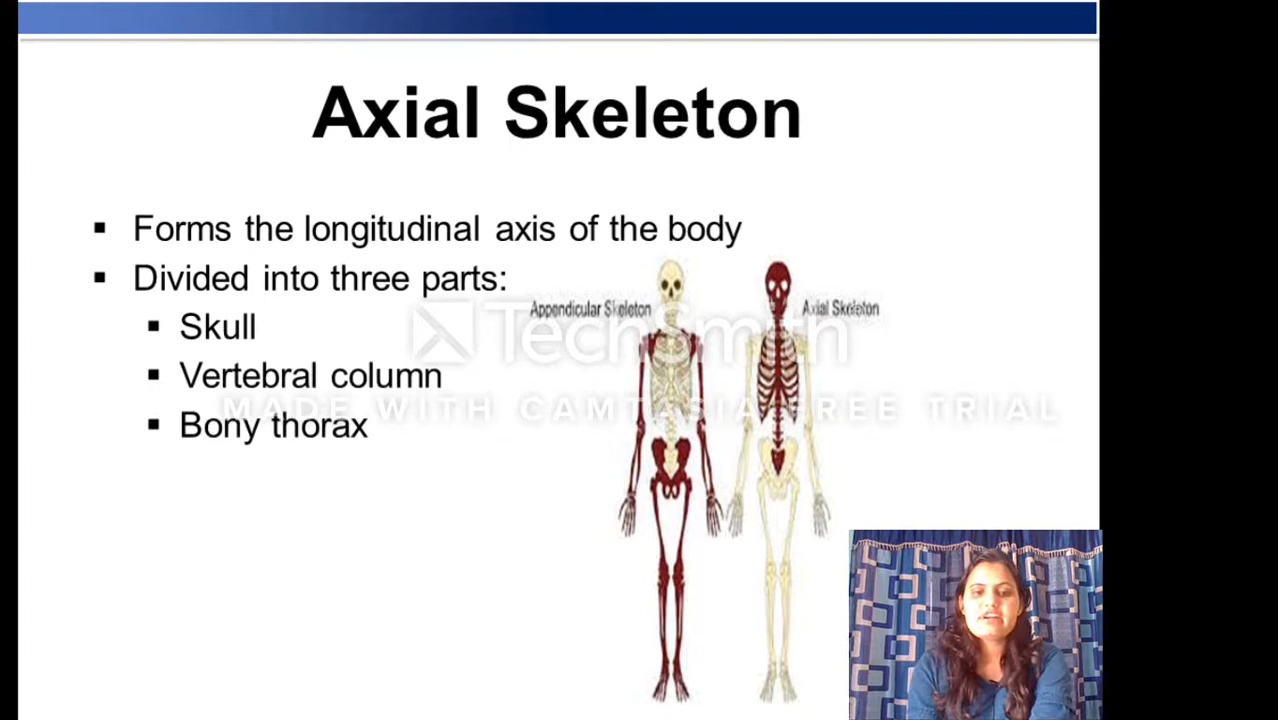 Axial Skeleton
Forms the longitudinal axis of the body
Divided into three parts:
Appendicular Skeleton
Axial Skeleton
Skull
TechSmith
Vertebral column
MADE WITH CAMTASIA FREE TRIAL
Bony thorax